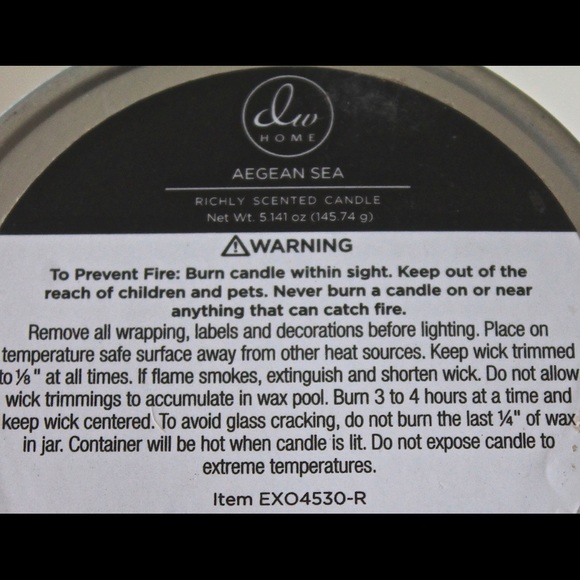 dw
HOME
AEGEAN SEA
RICHLY SCENTED CANDLE
Net Wt. 5.141 oz (145.74 g)
⚠WARNING
To Prevent Fire: Burn candle within sight. Keep out of the
reach of children and pets. Never burn a candle on or near
anything that can catch fire.
Remove all wrapping, labels and decorations before lighting. Place on
temperature safe surface away from other heat sources. Keep wick trimmed
to ⅛" at all times. If flame smokes, extinguish and shorten wick. Do not allow
wick trimmings to accumulate in wax pool. Burn 3 to 4 hours at a time and
keep wick centered. To avoid glass cracking, do not burn the last ¼" of wax
in jar. Container will be hot when candle is lit. Do not expose candle to
extreme temperatures.
Item EXO4530-R